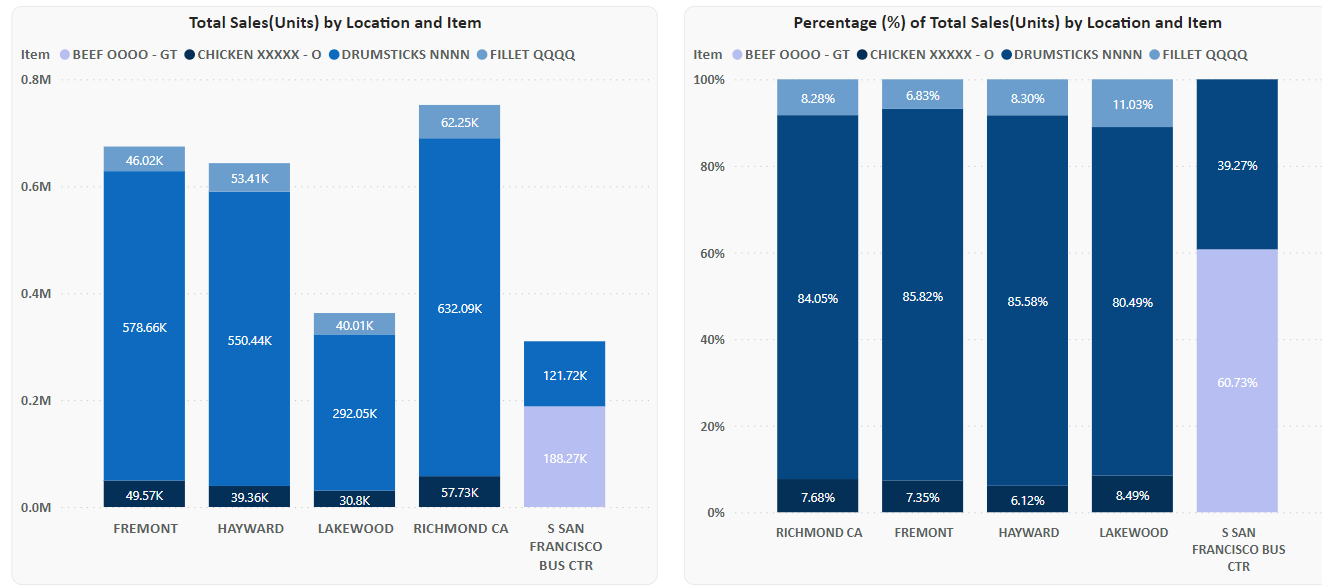 Total Sales(Units) by Location and Item
Item BEEF OOOO - GT CHICKEN XXXXX - O DRUMSTICKS NNNN FILLET QQQQ
0.8M
0.6M
0.4M
0.2M
0.0M
46.02K
578.66K
49.57K
53.41K
550.44K
39.36K
40.01K
292.05K
30.8K
62.25K
632.09K
57.73K
121.72K
188.27K
FREMONT
HAYWARD
LAKEWOOD
RICHMOND CA
S SAN
FRANCISCO
BUS CTR
Percentage (%) of Total Sales(Units) by Location and Item
Item BEEF OOOO - GT CHICKEN XXXXX - O DRUMSTICKS NNNN FILLET QQQQ
100%
80%
60%
40%
20%
0%
8.28%
84.05%
7.68%
6.83%
85.82%
7.35%
8.30%
85.58%
6.12%
11.03%
80.49%
8.49%
39.27%
60.73%
RICHMOND CA
FREMONT
HAYWARD
LAKEWOOD
S SAN
FRANCISCO BUS
CTR